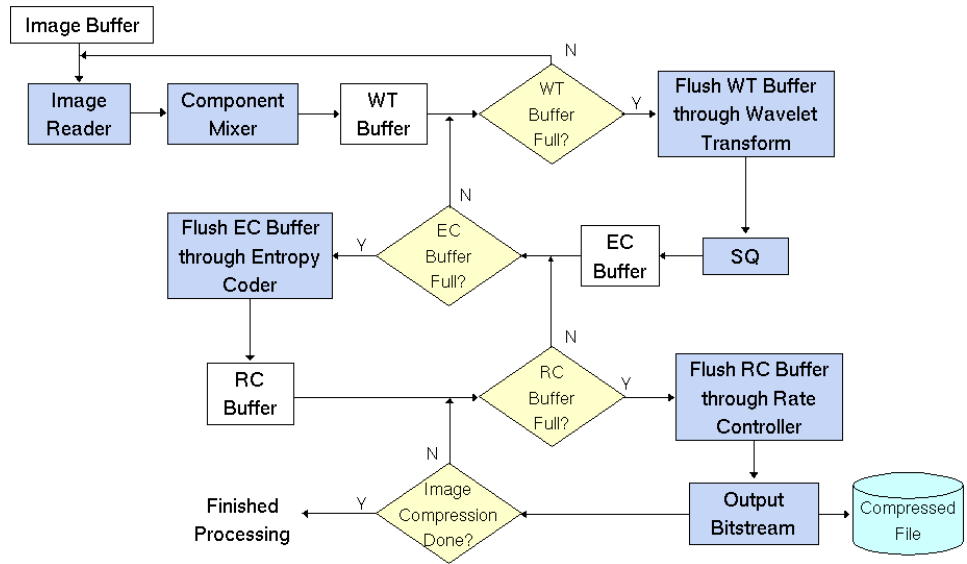 Image Buffer
N
Image
Reader
Component
Mixer
WT
Buffer
WT
Buffer
Full?
Y
Flush WT Buffer
through Wavelet
Transform
N
Flush EC Buffer
through Entropy
Coder
Y
EC
Buffer
Full?
EC
Buffer
SQ
N
RC
Buffer
RC
Buffer
Full?
Y
Flush RC Buffer
through Rate
Controller
N
Finished
Processing
Y
Image
Compression
Done?
Output
Bitstream
Compressed
File